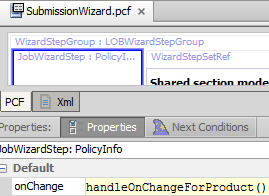 SubmissionWizard.pcf ×
WizardStepGroup : LOBWizardStepGroup
JobWizardStep : PolicyI... WizardStepSetRef
Shared section mode
PCF Xml
Properties: Properties Next Conditions
JobWizardStep: PolicyInfo
Default
onChange handleOnChangeForProduct()